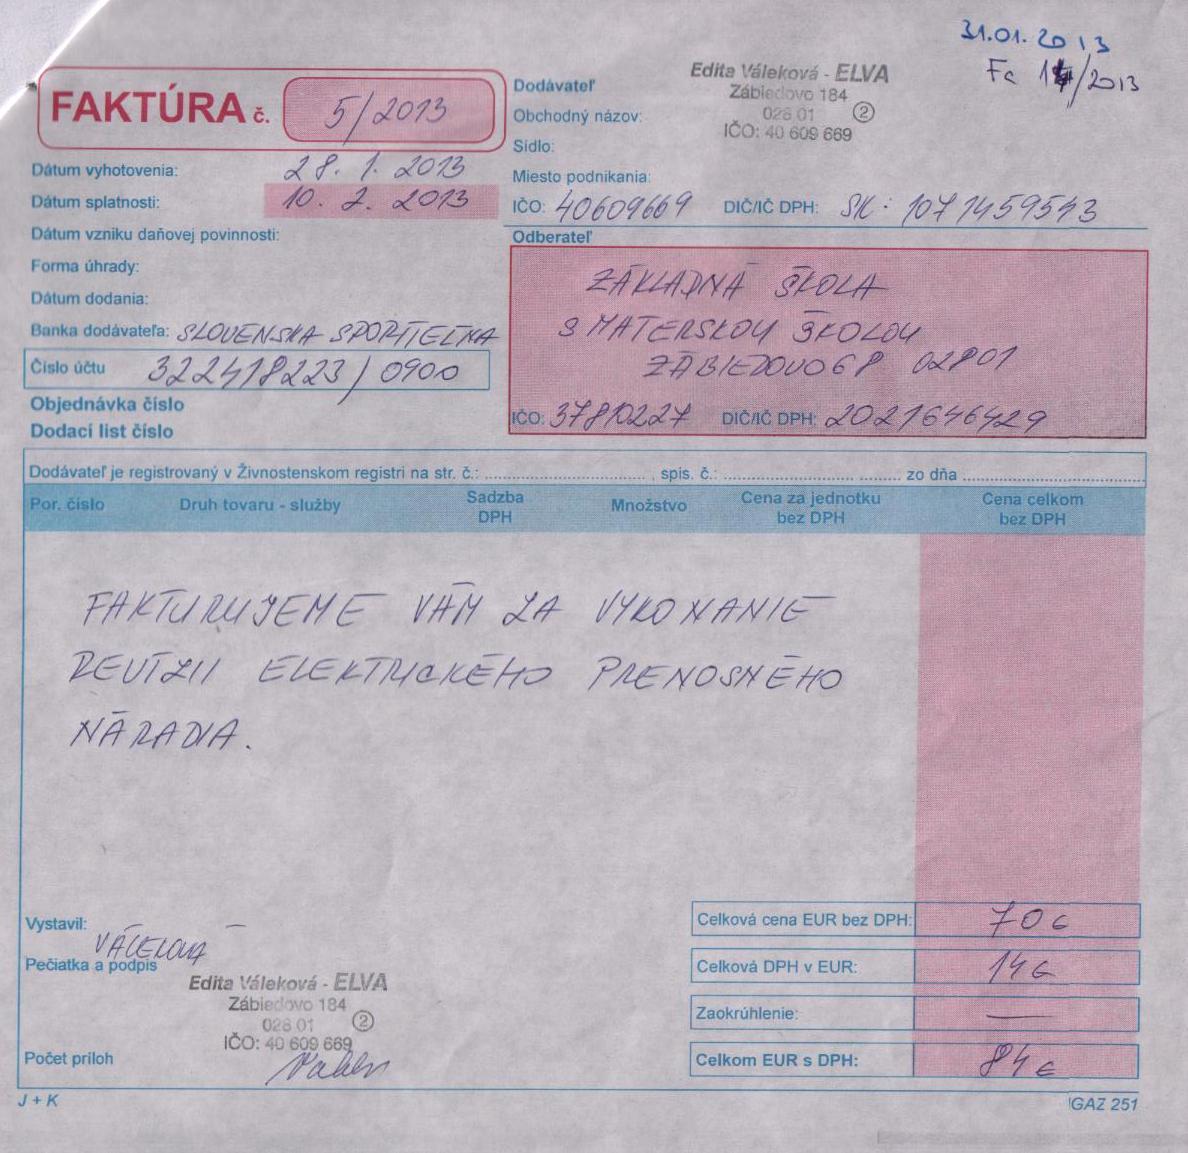 31.01.2013
Fc 14/2013
FAKTÚRA č. 5/2013
Dátum vyhotovenia: 28. 1. 2013
Dátum splatnosti: 10. 2. 2013
Dátum vzniku daňovej povinnosti:
Forma úhrady:
Dátum dodania:
Banka dodávateľa: SLOVENSKA SPORITEĽŇA
Číslo účtu 322418223/0900
Objednávka číslo
Dodací list číslo
Dodávateľ
Edita Váleková - ELVA
Zábiedovo 184
Obchodný názov:
028 01 2
IČO: 40 609 669
Sídlo:
Miesto podnikania:
IČO: 40609669 DIČ/IČ DPH: SK: 1071459543
Odberateľ
ZÁKLADNÁ ŠKOLA
S MATERSKOU ŠKOLOU
ZÁBIEDOVO 68 02801
IČO: 37810227 DIČ/IČ DPH: 2021646429
Dodávateľ je registrovaný v Živnostenskom registri na str. č.: spis. č.: zo dňa
Por. číslo Druh tovaru - služby Sadzba DPH Množstvo Cena za jednotku bez DPH Cena celkom bez DPH
FAKTURUJEME VÁM ZA VYKONANIE
REVÍZII ELEKTRICKÉHO PRENOSNÉHO
NÁRADIA.
Vystavil: VÁLEKOVÁ
Pečiatka a podpis
Edita Váleková - ELVA
Zábiedovo 184
028 01 2
IČO: 40 609 669
Počet príloh
Celková cena EUR bez DPH: 70 €
Celková DPH v EUR: 14 €
Zaokrúhlenie: —
Celkom EUR s DPH: 84 €
J + K
IGAZ 251